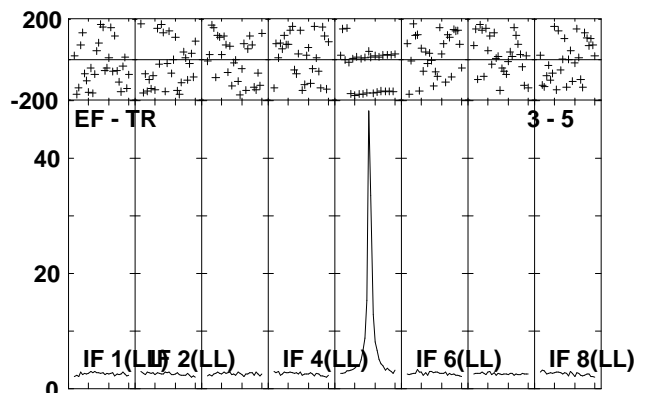 200
-200
EF - TR
3 - 5
40
20
IF 1(LL)
IF 2(LL)
IF 4(LL)
IF 6(LL)
IF 8(LL)
0